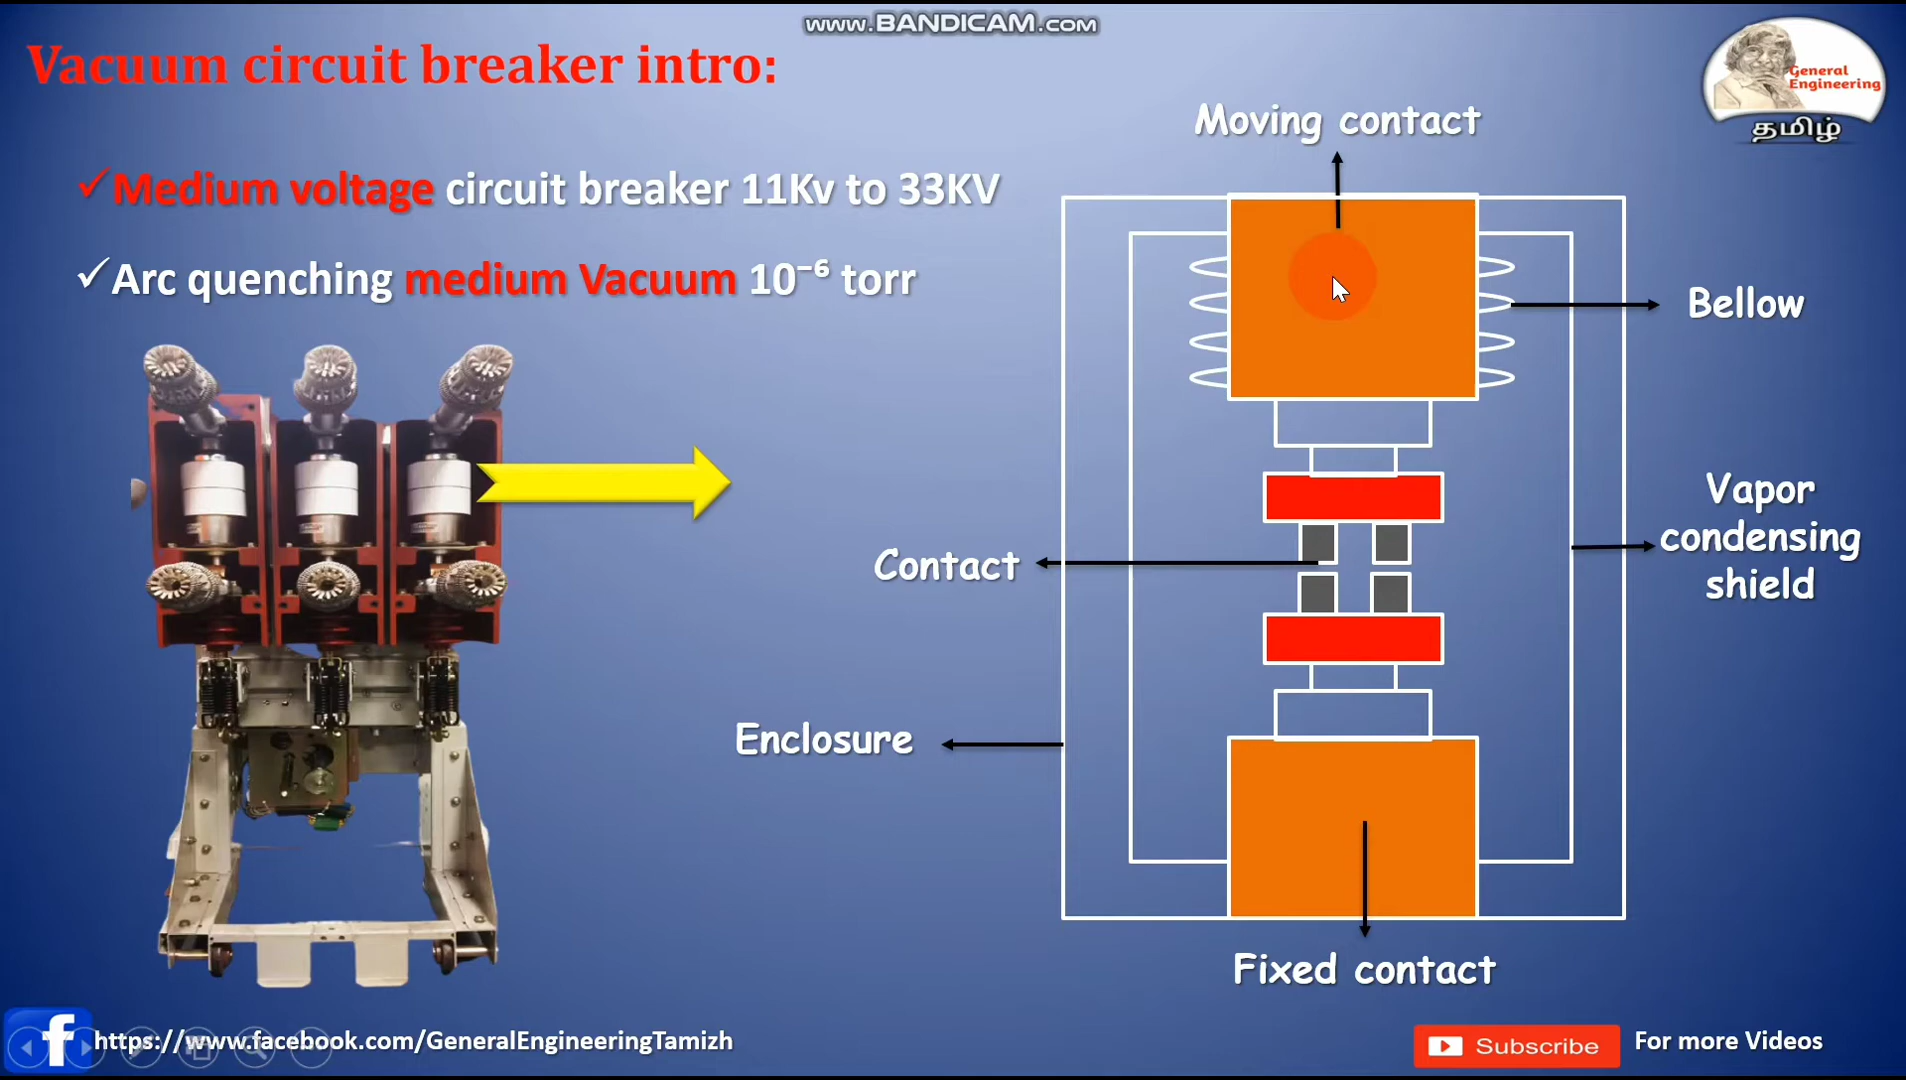 www.BANDICAM.com
Vacuum circuit breaker intro:
General
Engineering
தமிழ்
Moving contact
✓Medium voltage circuit breaker 11Kv to 33KV
✓Arc quenching medium Vacuum 10⁻⁶ torr
Bellow
Vapor
condensing
shield
Contact
Enclosure
Fixed contact
f
https://www.facebook.com/GeneralEngineeringTamizh
Subscribe
For more Videos